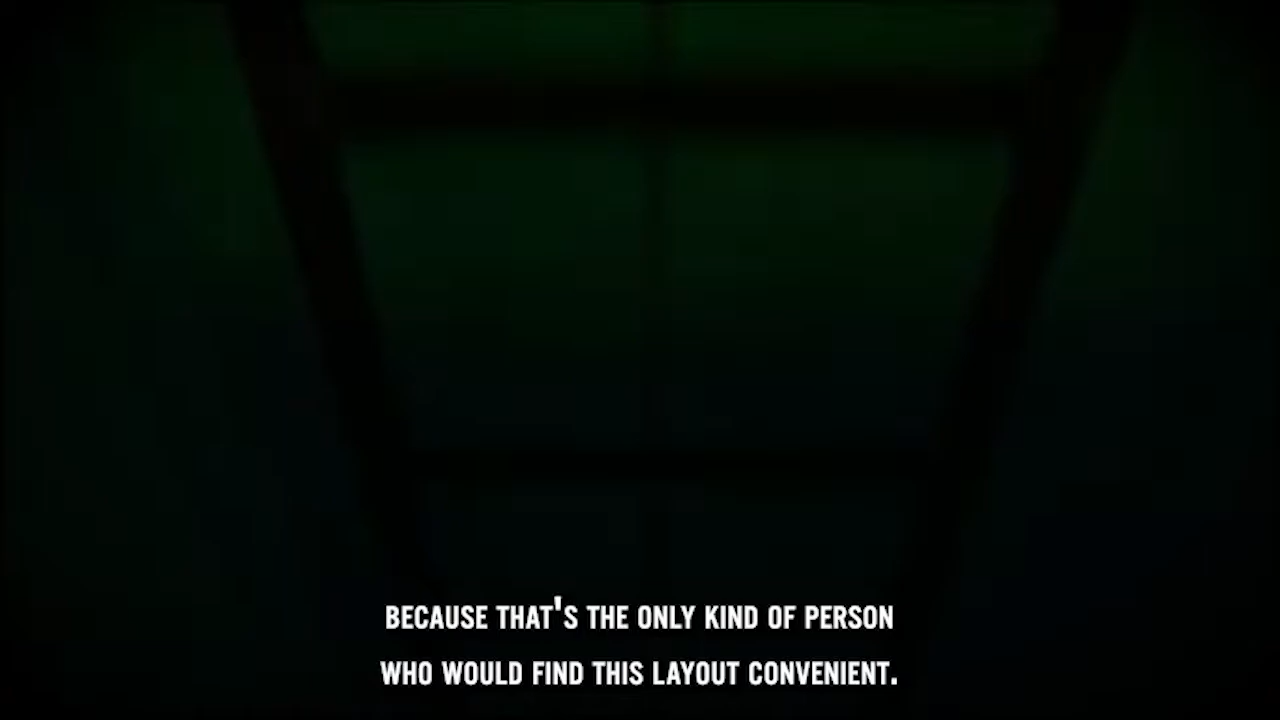 BECAUSE THAT'S THE ONLY KIND OF PERSON
WHO WOULD FIND THIS LAYOUT CONVENIENT.